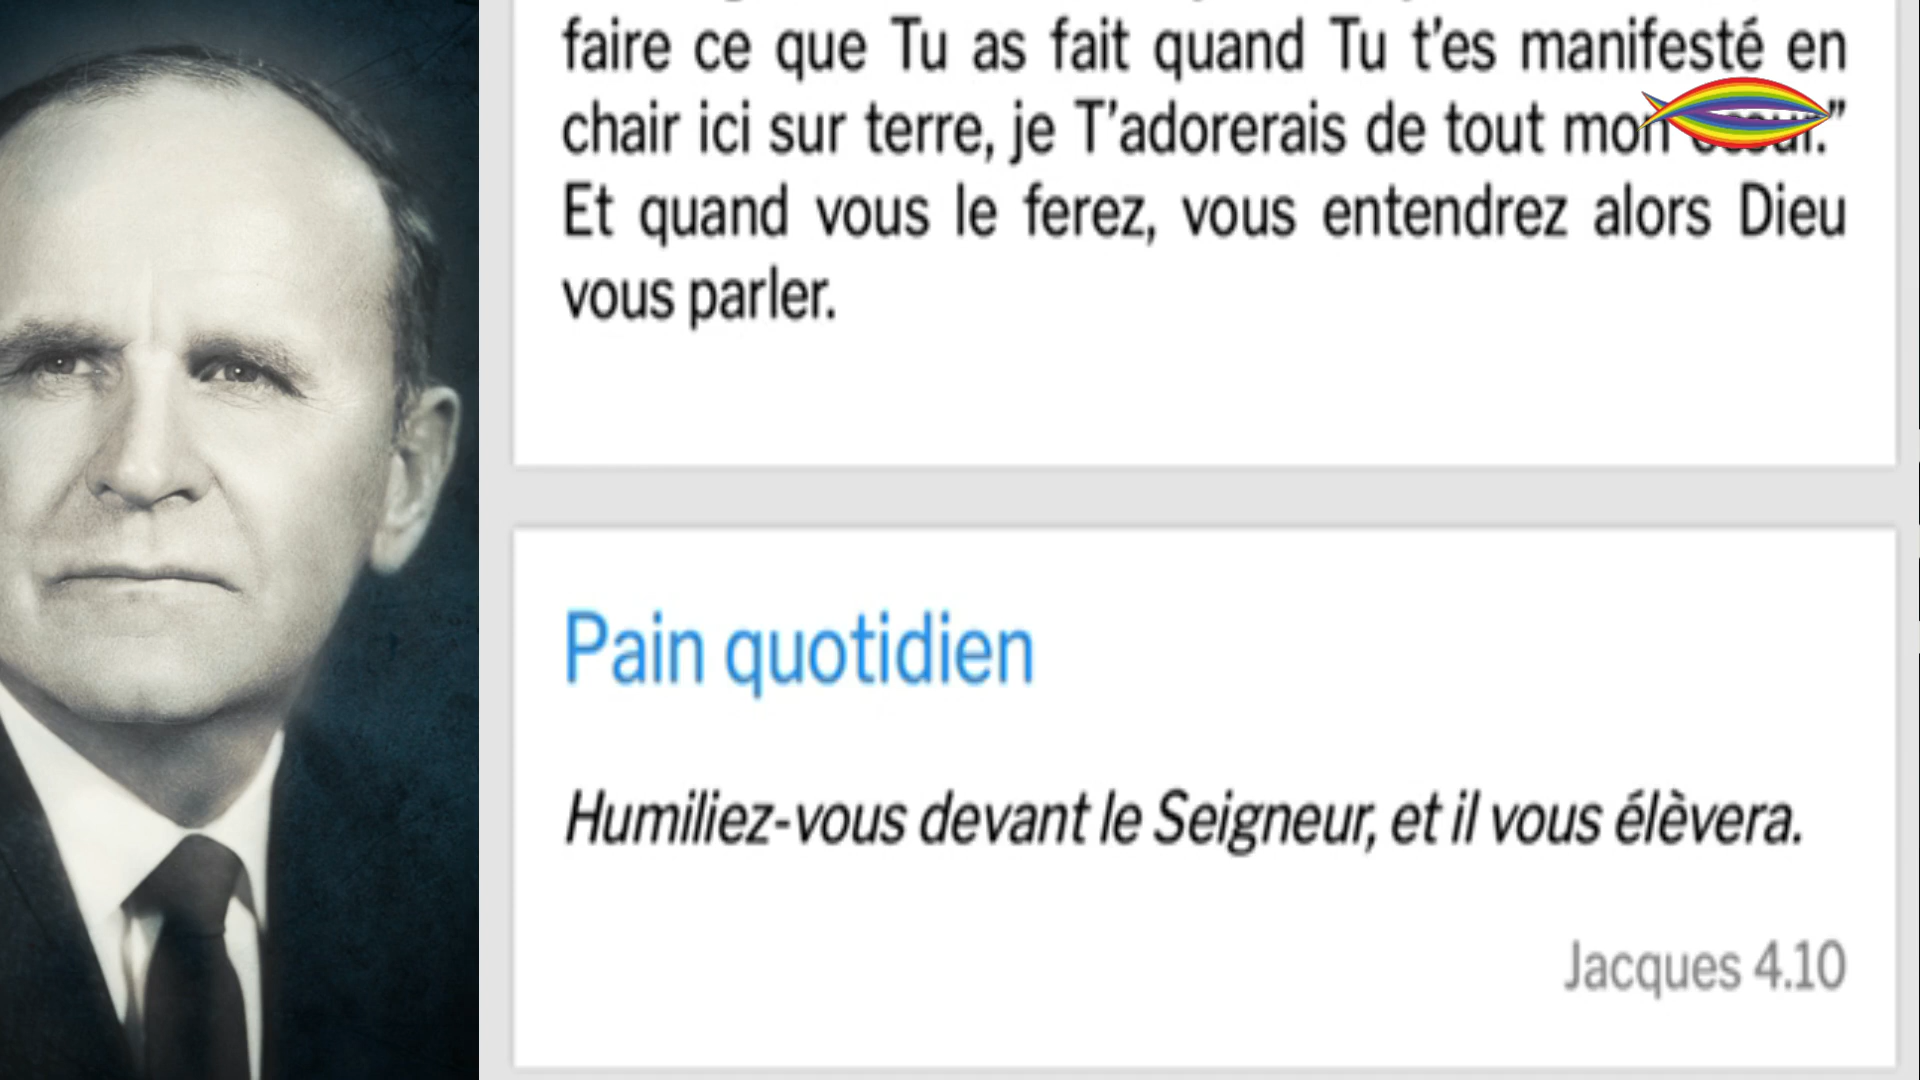 faire ce que Tu as fait quand Tu t'es manifesté en
chair ici sur terre, je T'adorerais de tout mon cœur.”
Et quand vous le ferez, vous entendrez alors Dieu
vous parler.
Pain quotidien
Humiliez-vous devant le Seigneur, et il vous élèvera.
Jacques 4.10